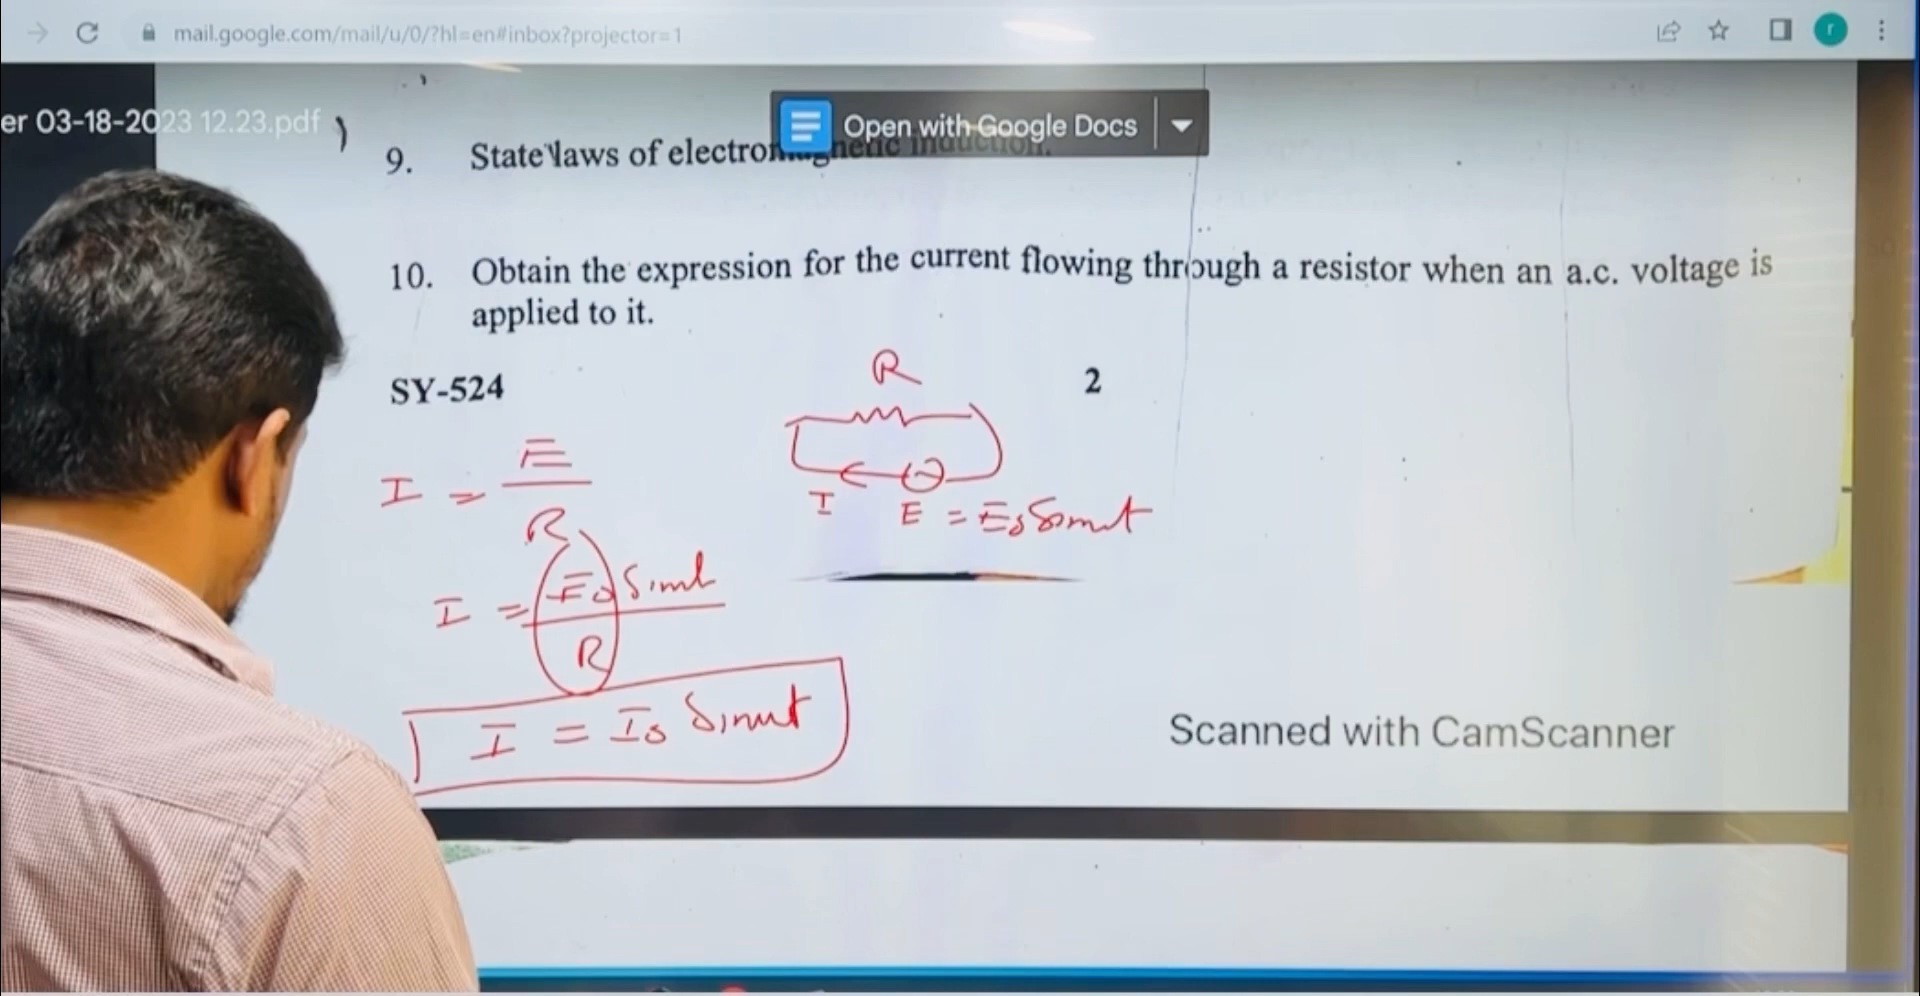 mail.google.com/mail/u/0/?hl=en#inbox?projector=1
r
er 03-18-2023 12.23.pdf
Open with Google Docs
9. State laws of electromagnetic induction.
10. Obtain the expression for the current flowing through a resistor when an a.c. voltage is
applied to it.
SY-524
2
R
I
E = E₀ Sinωt
I = E/R
I = E₀ Sinωt/R
I = I₀ Sinωt
Scanned with CamScanner